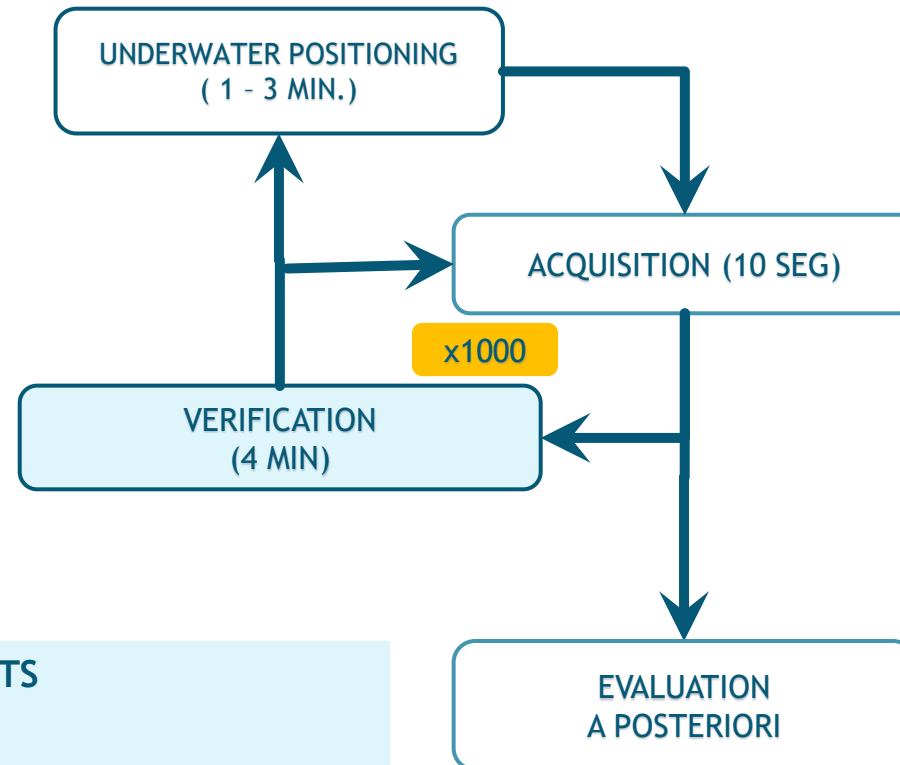 UNDERWATER POSITIONING
( 1 – 3 MIN.)
ACQUISITION (10 SEG)
x1000
VERIFICATION
(4 MIN)
TS
EVALUATION
A POSTERIORI